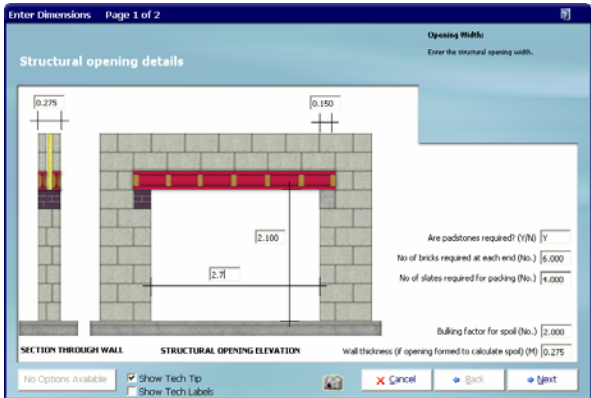 Enter Dimensions Page 1 of 2
Opening Width:
Enter the structural opening width.
Structural opening details
0.275
0.150
2.100
2.7
Are padstones required? (Y/N) Y
No of bricks required at each end (No.) 6.000
No of slates required for packing (No.) 4.000
Bulking factor for spoil (No.) 2.000
SECTION THROUGH WALL STRUCTURAL OPENING ELEVATION Wall thickness (if opening formed to calculate spoil) (M) 0.275
No Options Available Show Tech Tip Cancel Back Next
Show Tech Labels